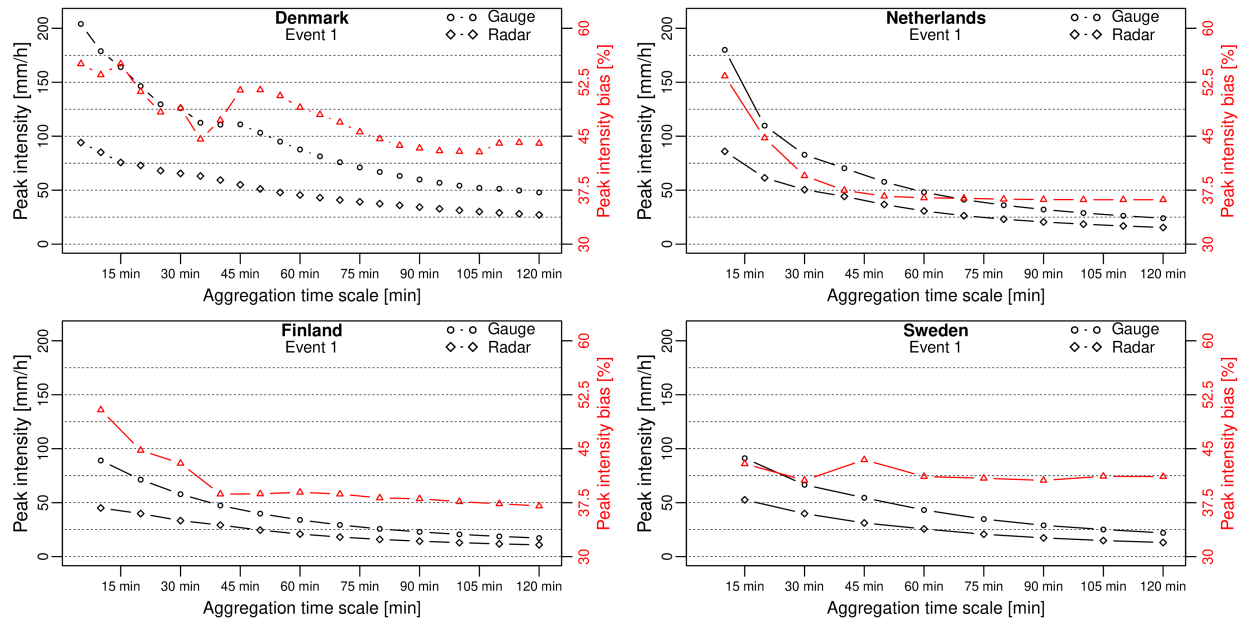 Denmark
Event 1
Gauge
Radar
Peak intensity [mm/h]
0
50
100
150
200
Peak intensity bias [%]
30
37.5
45
52.5
60
15 min
30 min
45 min
60 min
75 min
90 min
105 min
120 min
Aggregation time scale [min]
Netherlands
Event 1
Gauge
Radar
Peak intensity [mm/h]
0
50
100
150
200
Peak intensity bias [%]
30
37.5
45
52.5
60
15 min
30 min
45 min
60 min
75 min
90 min
105 min
120 min
Aggregation time scale [min]
Finland
Event 1
Gauge
Radar
Peak intensity [mm/h]
0
50
100
150
200
Peak intensity bias [%]
30
37.5
45
52.5
60
15 min
30 min
45 min
60 min
75 min
90 min
105 min
120 min
Aggregation time scale [min]
Sweden
Event 1
Gauge
Radar
Peak intensity [mm/h]
0
50
100
150
200
Peak intensity bias [%]
30
37.5
45
52.5
60
15 min
30 min
45 min
60 min
75 min
90 min
105 min
120 min
Aggregation time scale [min]